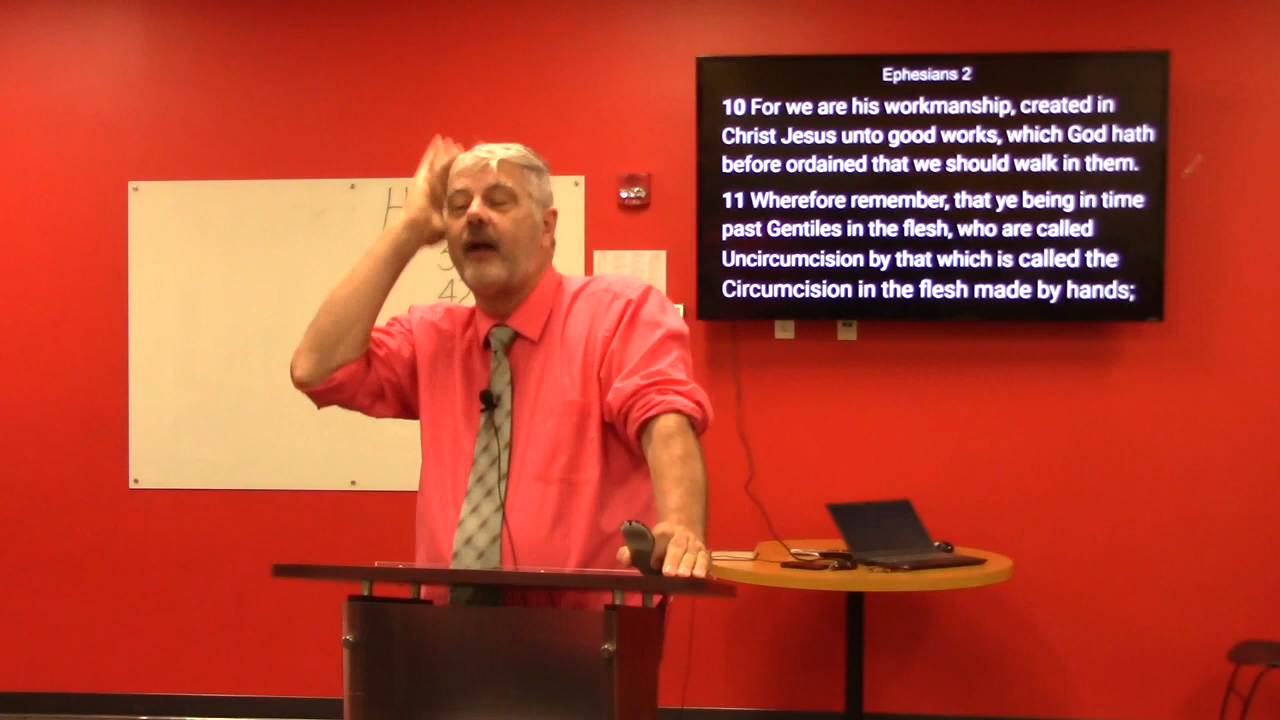 Ephesians 2
10 For we are his workmanship, created in
Christ Jesus unto good works, which God hath
before ordained that we should walk in them.
11 Wherefore remember, that ye being in time
past Gentiles in the flesh, who are called
Uncircumcision by that which is called the
Circumcision in the flesh made by hands;